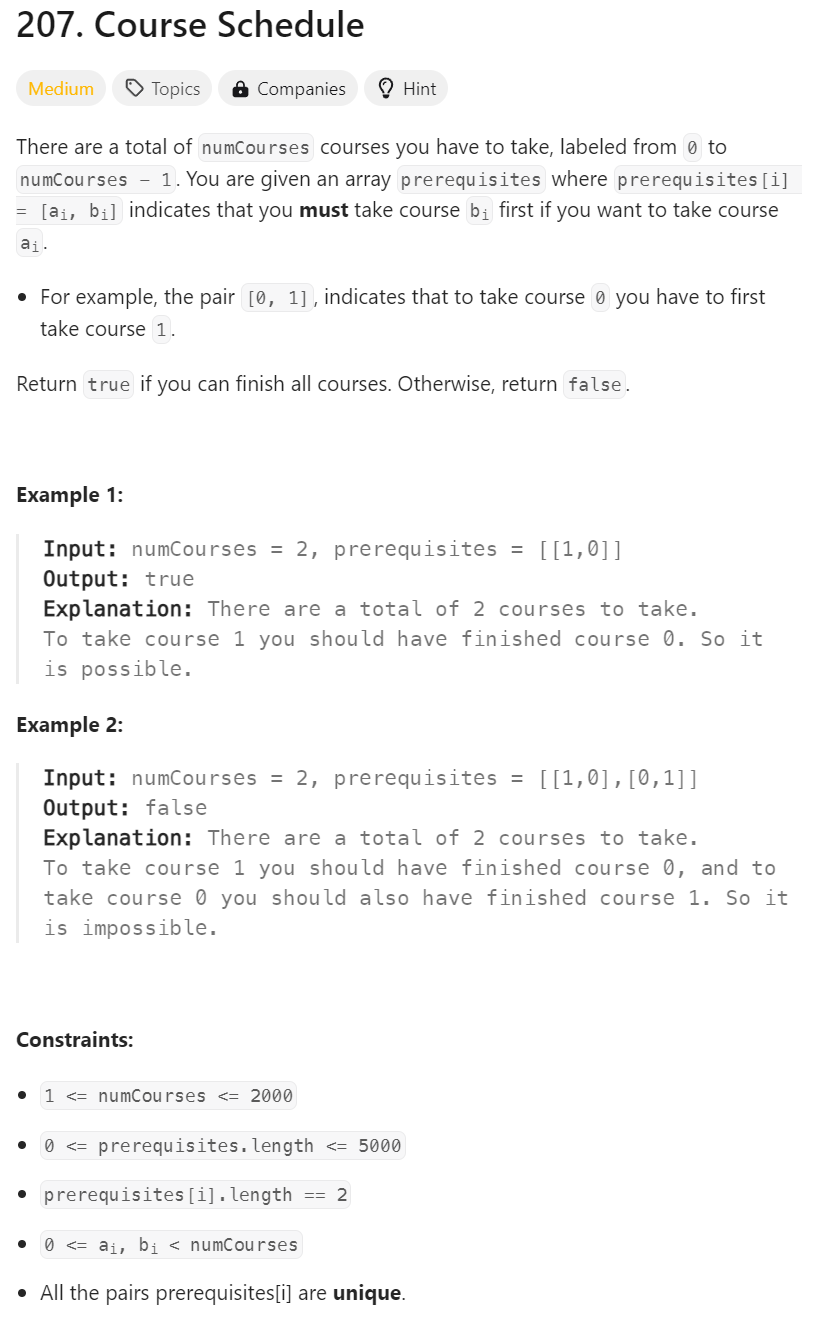 207. Course Schedule
Medium Topics Companies Hint
There are a total of numCourses courses you have to take, labeled from 0 to
numCourses - 1. You are given an array prerequisites where prerequisites[i]
= [aᵢ, bᵢ] indicates that you must take course bᵢ first if you want to take course
aᵢ.
• For example, the pair [0, 1], indicates that to take course 0 you have to first
take course 1.
Return true if you can finish all courses. Otherwise, return false.
Example 1:
Input: numCourses = 2, prerequisites = [[1,0]]
Output: true
Explanation: There are a total of 2 courses to take.
To take course 1 you should have finished course 0. So it
is possible.
Example 2:
Input: numCourses = 2, prerequisites = [[1,0],[0,1]]
Output: false
Explanation: There are a total of 2 courses to take.
To take course 1 you should have finished course 0, and to
take course 0 you should also have finished course 1. So it
is impossible.
Constraints:
• 1 <= numCourses <= 2000
• 0 <= prerequisites.length <= 5000
• prerequisites[i].length == 2
• 0 <= aᵢ, bᵢ < numCourses
• All the pairs prerequisites[i] are unique.